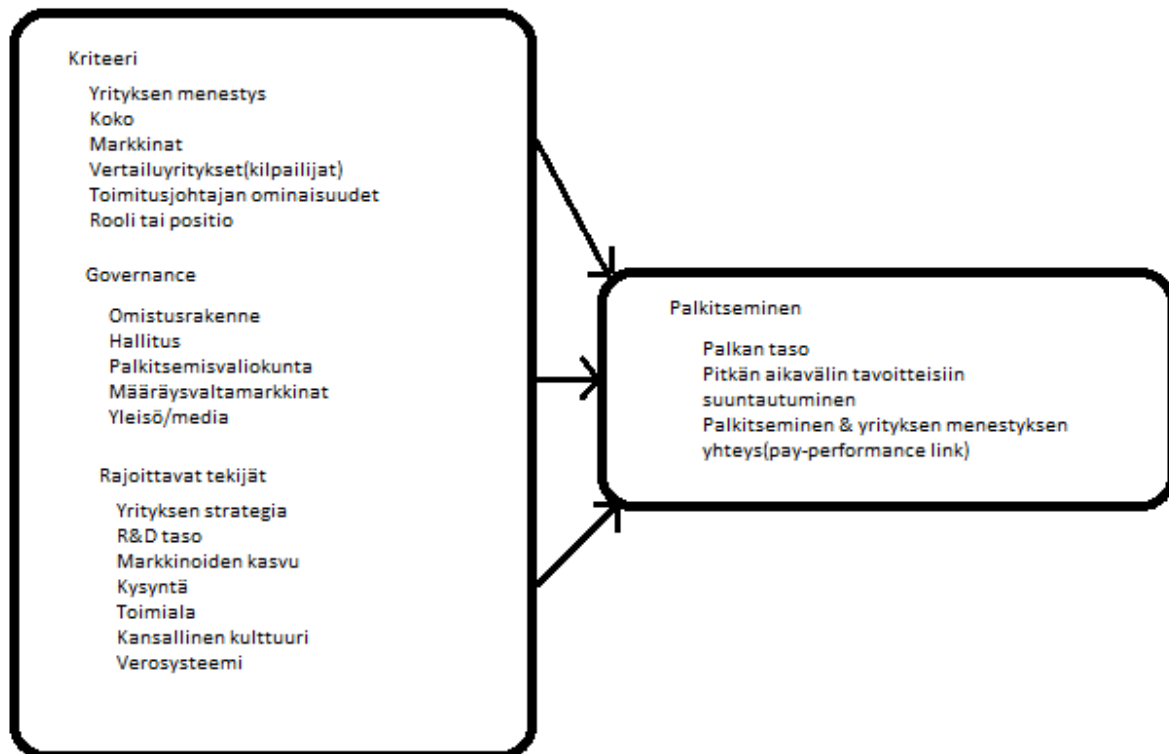 Kriteeri
Yrityksen menestys
Koko
Markkinat
Vertailuyritykset(kilpailijat)
Toimitusjohtajan ominaisuudet
Rooli tai positio
Governance
Omistusrakenne
Hallitus
Palkitsemisvaliokunta
Määräysvaltamarkkinat
Yleisö/media
Rajoittavat tekijät
Yrityksen strategia
R&D taso
Markkinoiden kasvu
Kysyntä
Toimiala
Kansallinen kulttuuri
Verosysteemi
Palkitseminen
Palkan taso
Pitkän aikavälin tavoitteisiin
suuntautuminen
Palkitseminen & yrityksen menestyksen
yhteys(pay-performance link)